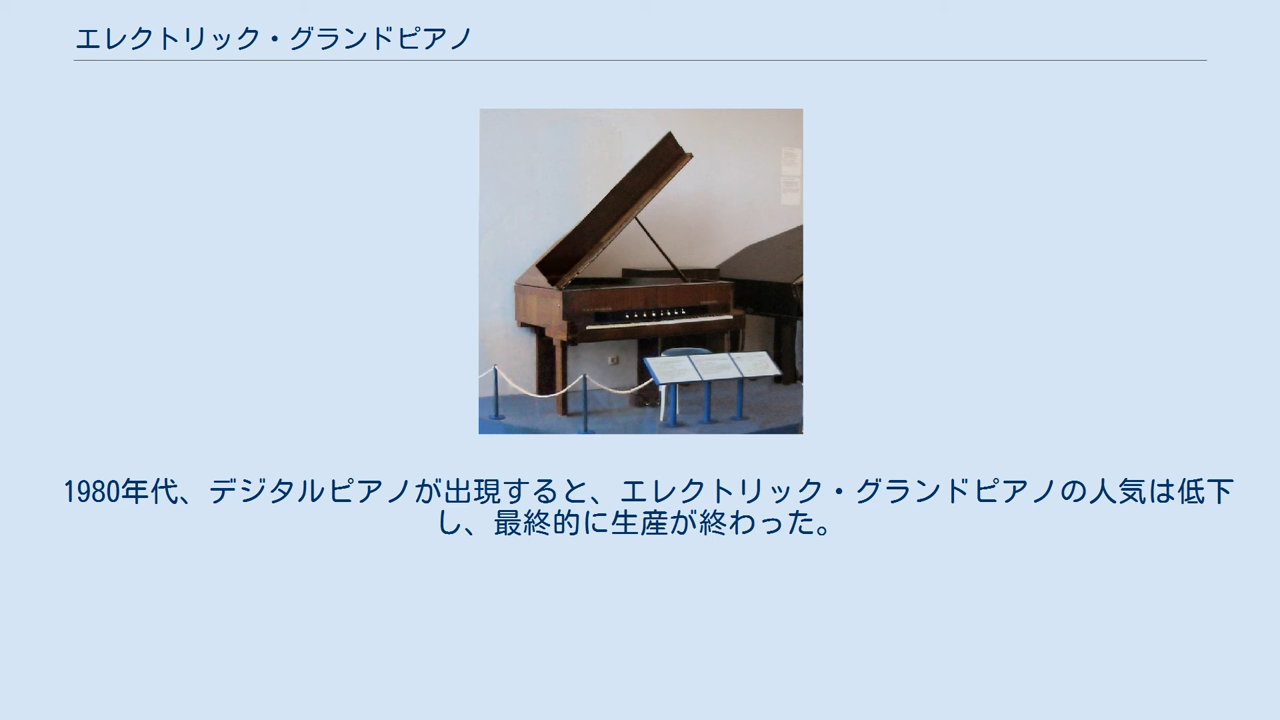 エレクトリック・グランドピアノ
1980年代、デジタルピアノが出現すると、エレクトリック・グランドピアノの人気は低下
し、最終的に生産が終わった。